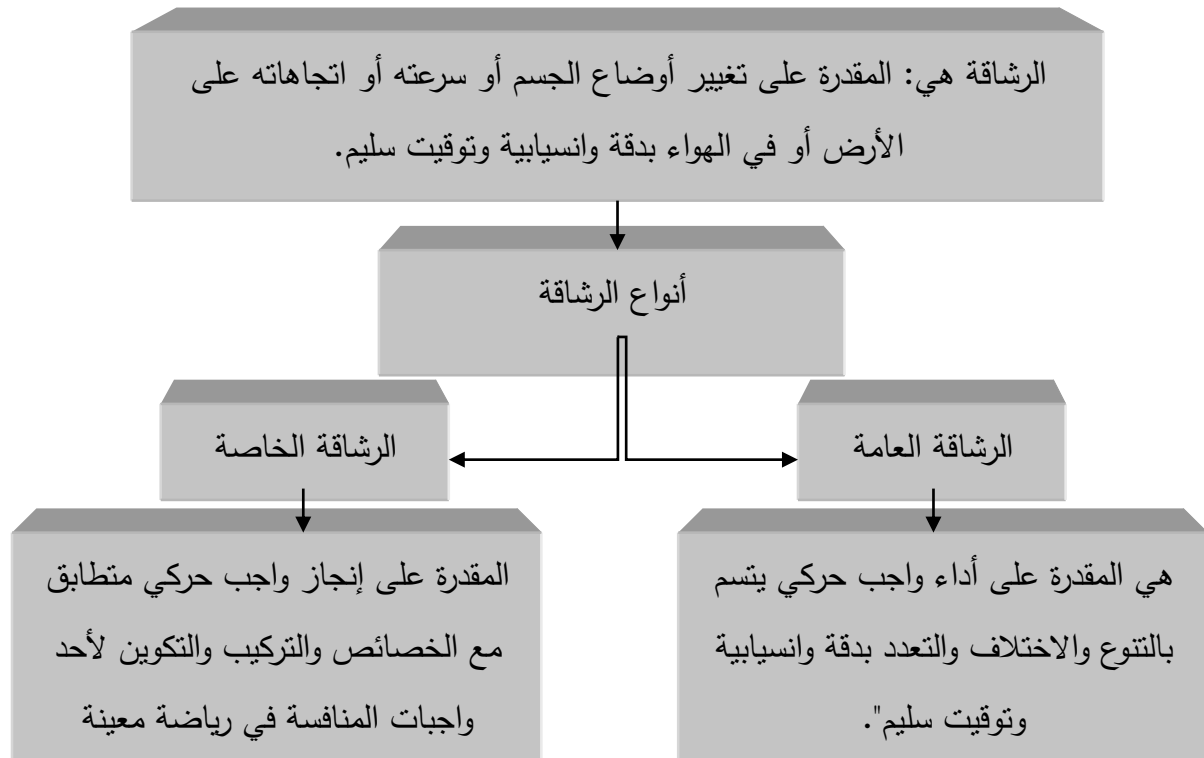 الرشاقة هي: المقدرة على تغيير أوضاع الجسم أو سرعته أو اتجاهاته على
الأرض أو في الهواء بدقة وانسيابية وتوقيت سليم.
أنواع الرشاقة
الرشاقة العامة
الرشاقة الخاصة
هي المقدرة على أداء واجب حركي يتسم
بالتنوع والاختلاف والتعدد بدقة وانسيابية
وتوقيت سليم".
المقدرة على إنجاز واجب حركي متطابق
مع الخصائص والتركيب والتكوين لأحد
واجبات المنافسة في رياضة معينة